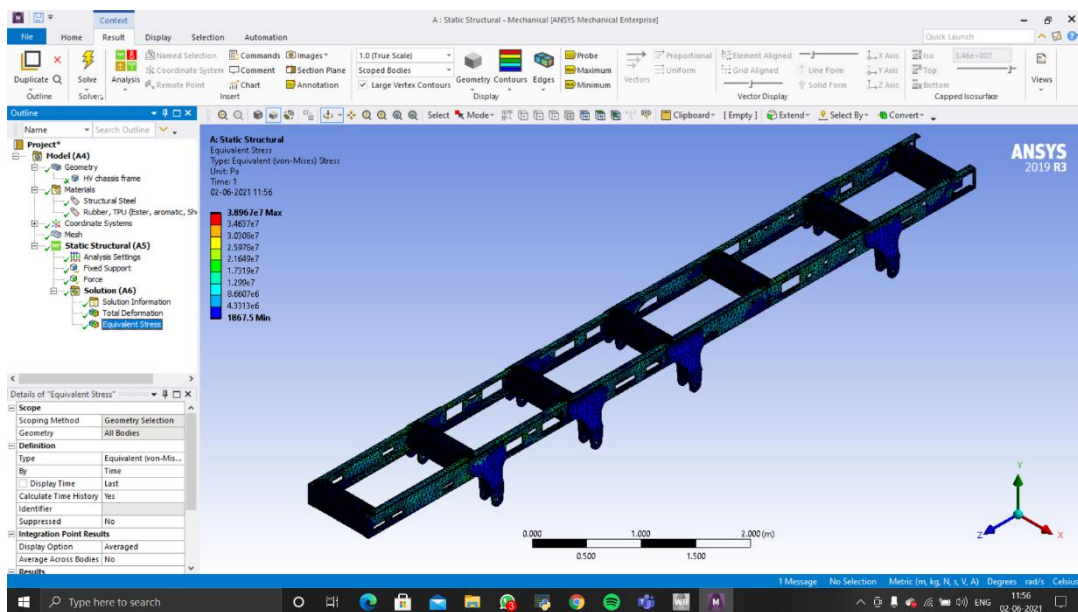 Context
A : Static Structural - Mechanical [ANSYS Mechanical Enterprise]
File Home Result Display Selection Automation
Quick Launch
Duplicate Q
Outline
Solve
Solver
Analysis
Named Selection
Coordinate System
Remote Point
Commands
Comment
Chart
Images
Section Plane
Annotation
Insert
1.0 (True Scale)
Scoped Bodies
Large Vertex Contours
Geometry Contours Edges
Display
Probe
Maximum
Minimum
Vectors
Proportional
Uniform
Element Aligned
Grid Aligned
Line Form
Solid Form
X Axis
Y Axis
Z Axis
Vector Display
Iso
Top
Bottom
3.46e+007
Capped Isosurface
Views
Outline
Name Search Outline
Select Mode Clipboard [Empty] Extend Select By Convert
Project*
Model (A4)
Geometry
HV chassis frame
Materials
Structural Steel
Rubber, TPU (Ester, aromatic, Sh
Coordinate Systems
Mesh
Static Structural (A5)
Analysis Settings
Fixed Support
Force
Solution (A6)
Solution Information
Total Deformation
Equivalent Stress
A: Static Structural
Equivalent Stress
Type: Equivalent (von-Mises) Stress
Unit: Pa
Time: 1
02-06-2021 11:56
3.8967e7 Max
3.4637e7
3.0308e7
2.5978e7
2.1649e7
1.7319e7
1.299e7
8.6607e6
4.3313e6
1867.5 Min
ANSYS
2019 R3
Details of "Equivalent Stress"
Scope
Scoping Method Geometry Selection
Geometry All Bodies
Definition
Type Equivalent (von-Mis...
By Time
Display Time Last
Calculate Time History Yes
Identifier
Suppressed No
Integration Point Results
Display Option Averaged
Average Across Bodies No
Results
0.000 1.000 2.000 (m)
0.500 1.500
Y
Z X
1 Message No Selection Metric (m, kg, N, s, V, A) Degrees rad/s Celsius
Type here to search
WB
M
ENG
11:56
02-06-2021